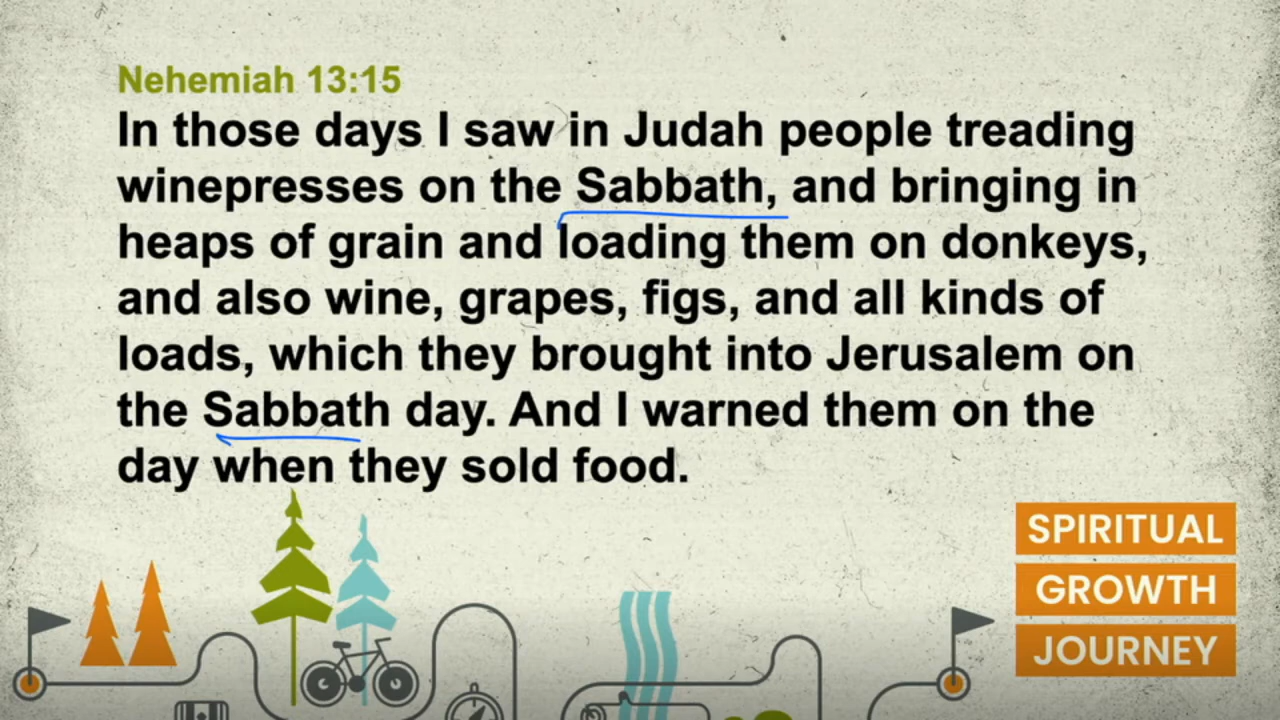 Nehemiah 13:15
In those days I saw in Judah people treading
winepresses on the Sabbath, and bringing in
heaps of grain and loading them on donkeys,
and also wine, grapes, figs, and all kinds of
loads, which they brought into Jerusalem on
the Sabbath day. And I warned them on the
day when they sold food.
SPIRITUAL
GROWTH
JOURNEY